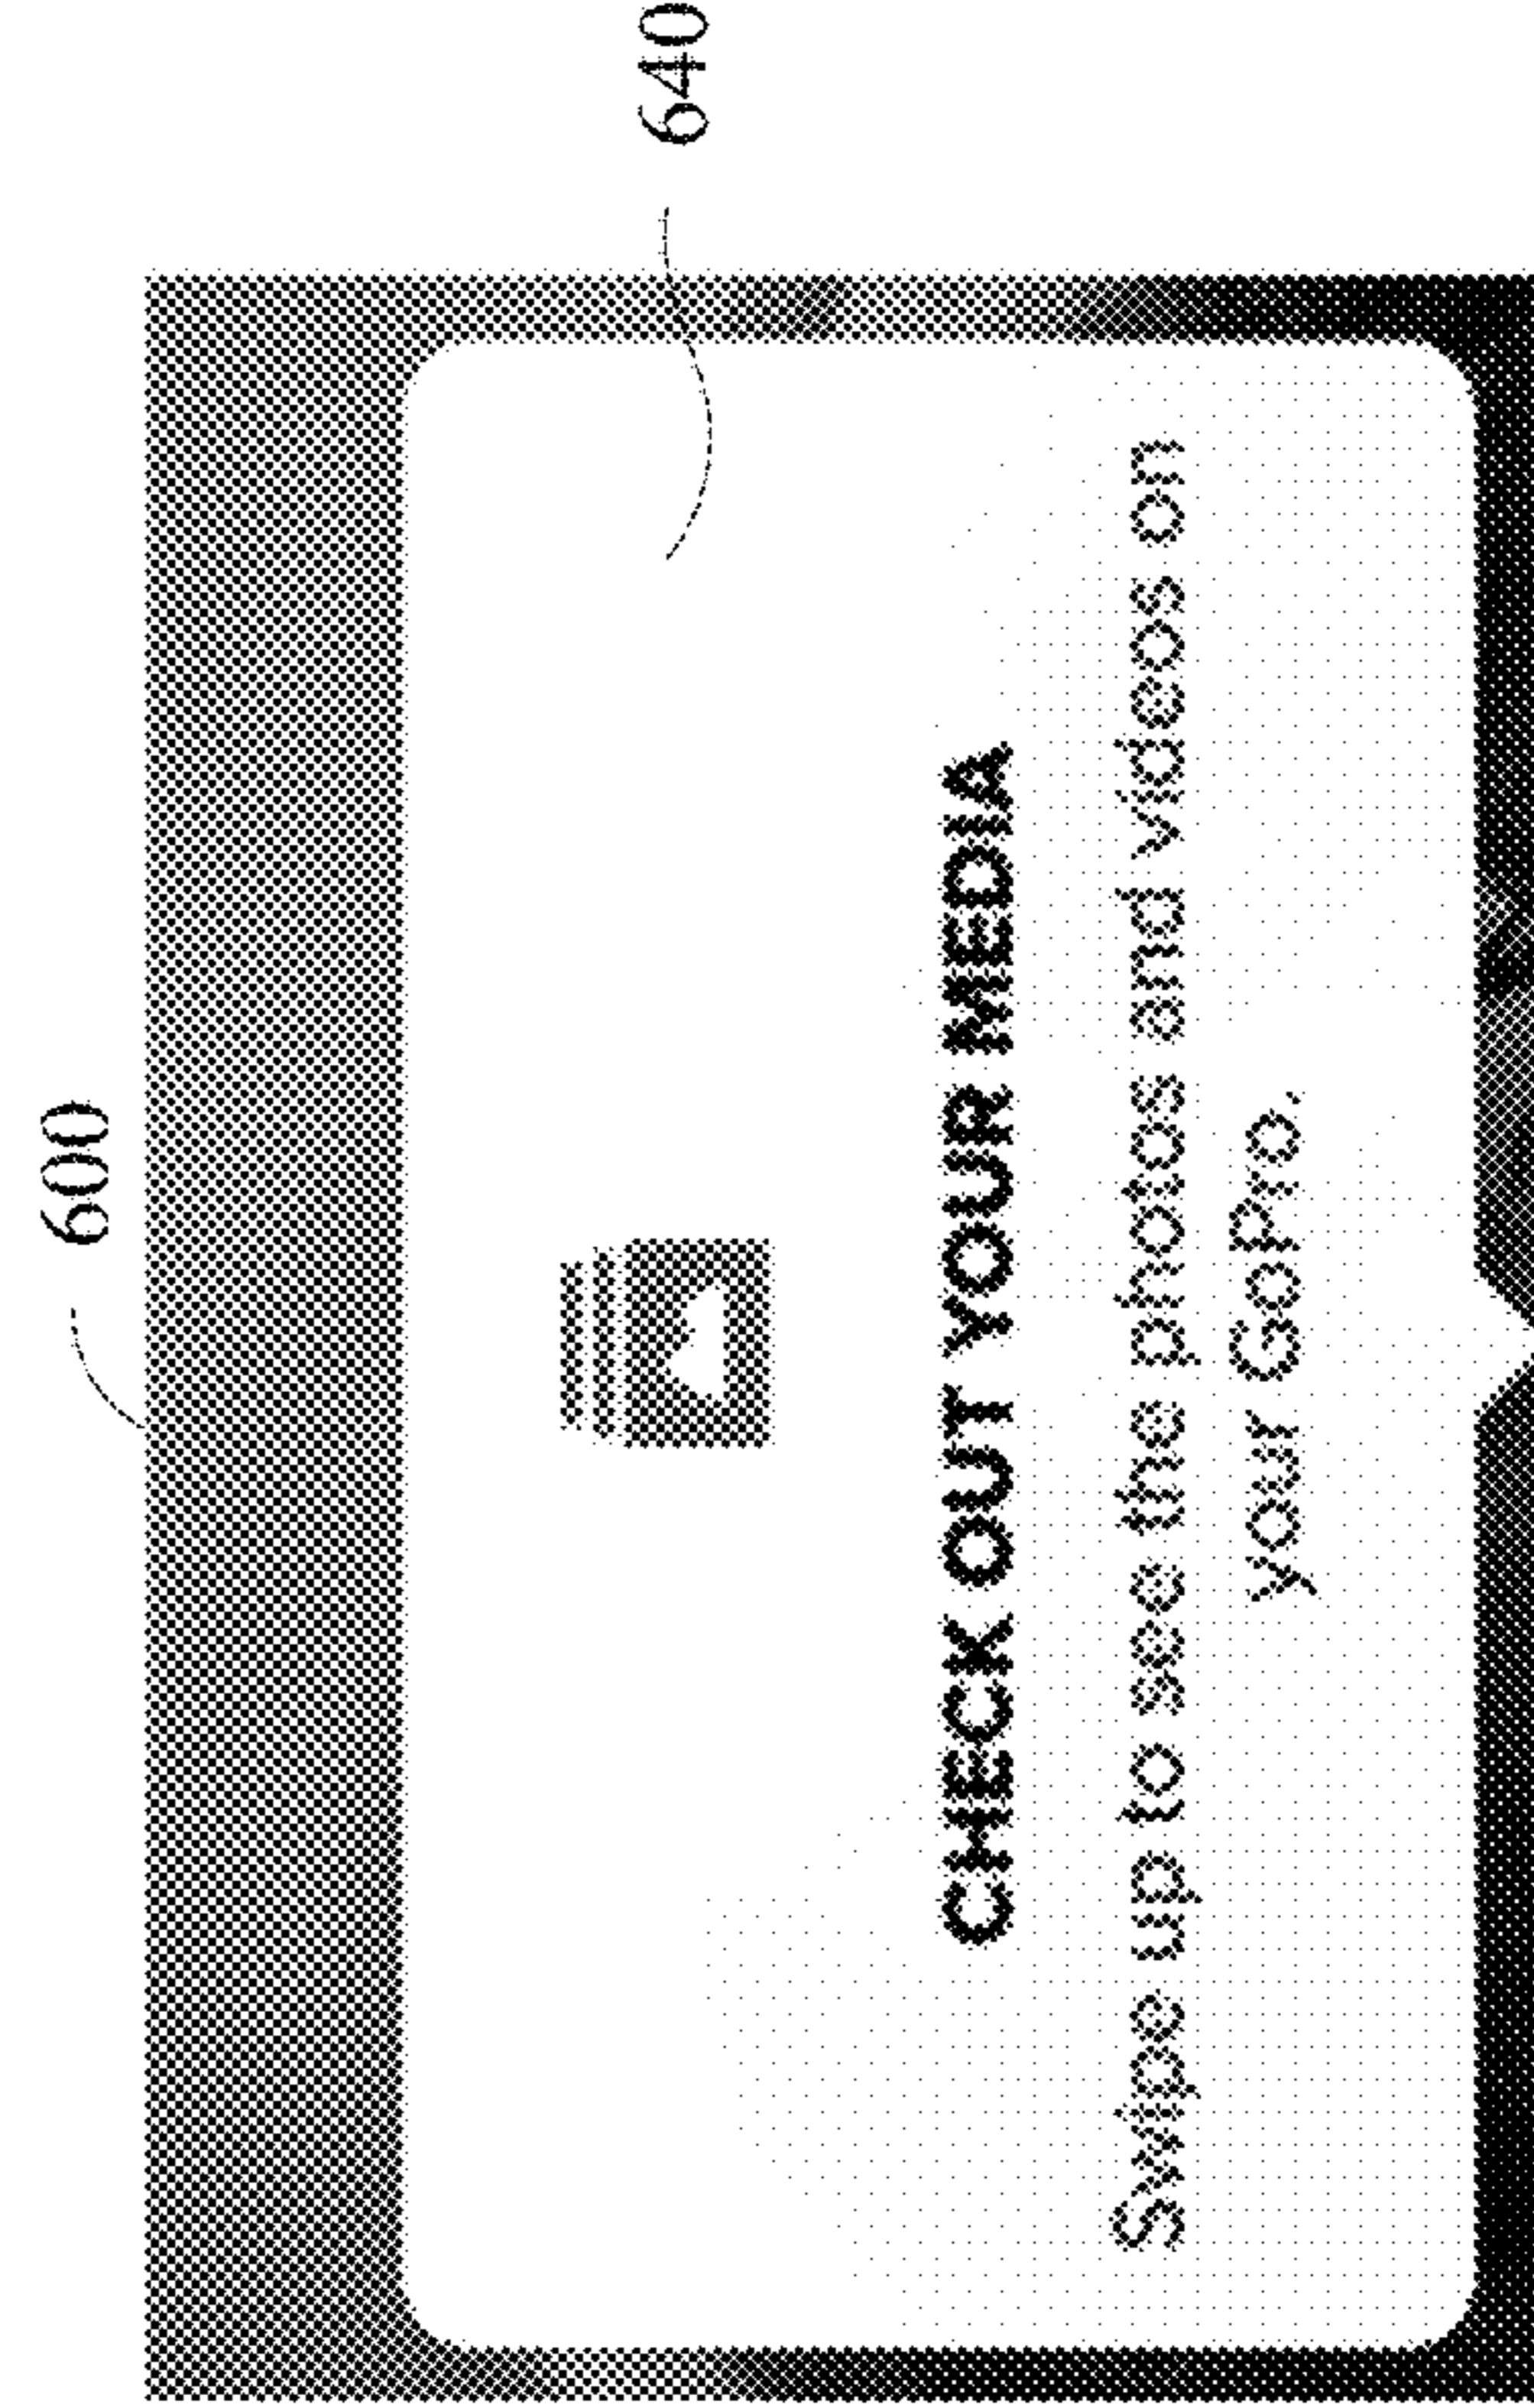 600
640
CHECK OUT YOUR MEDIA
Swipe up to see the photos and videos on
your GoPro.